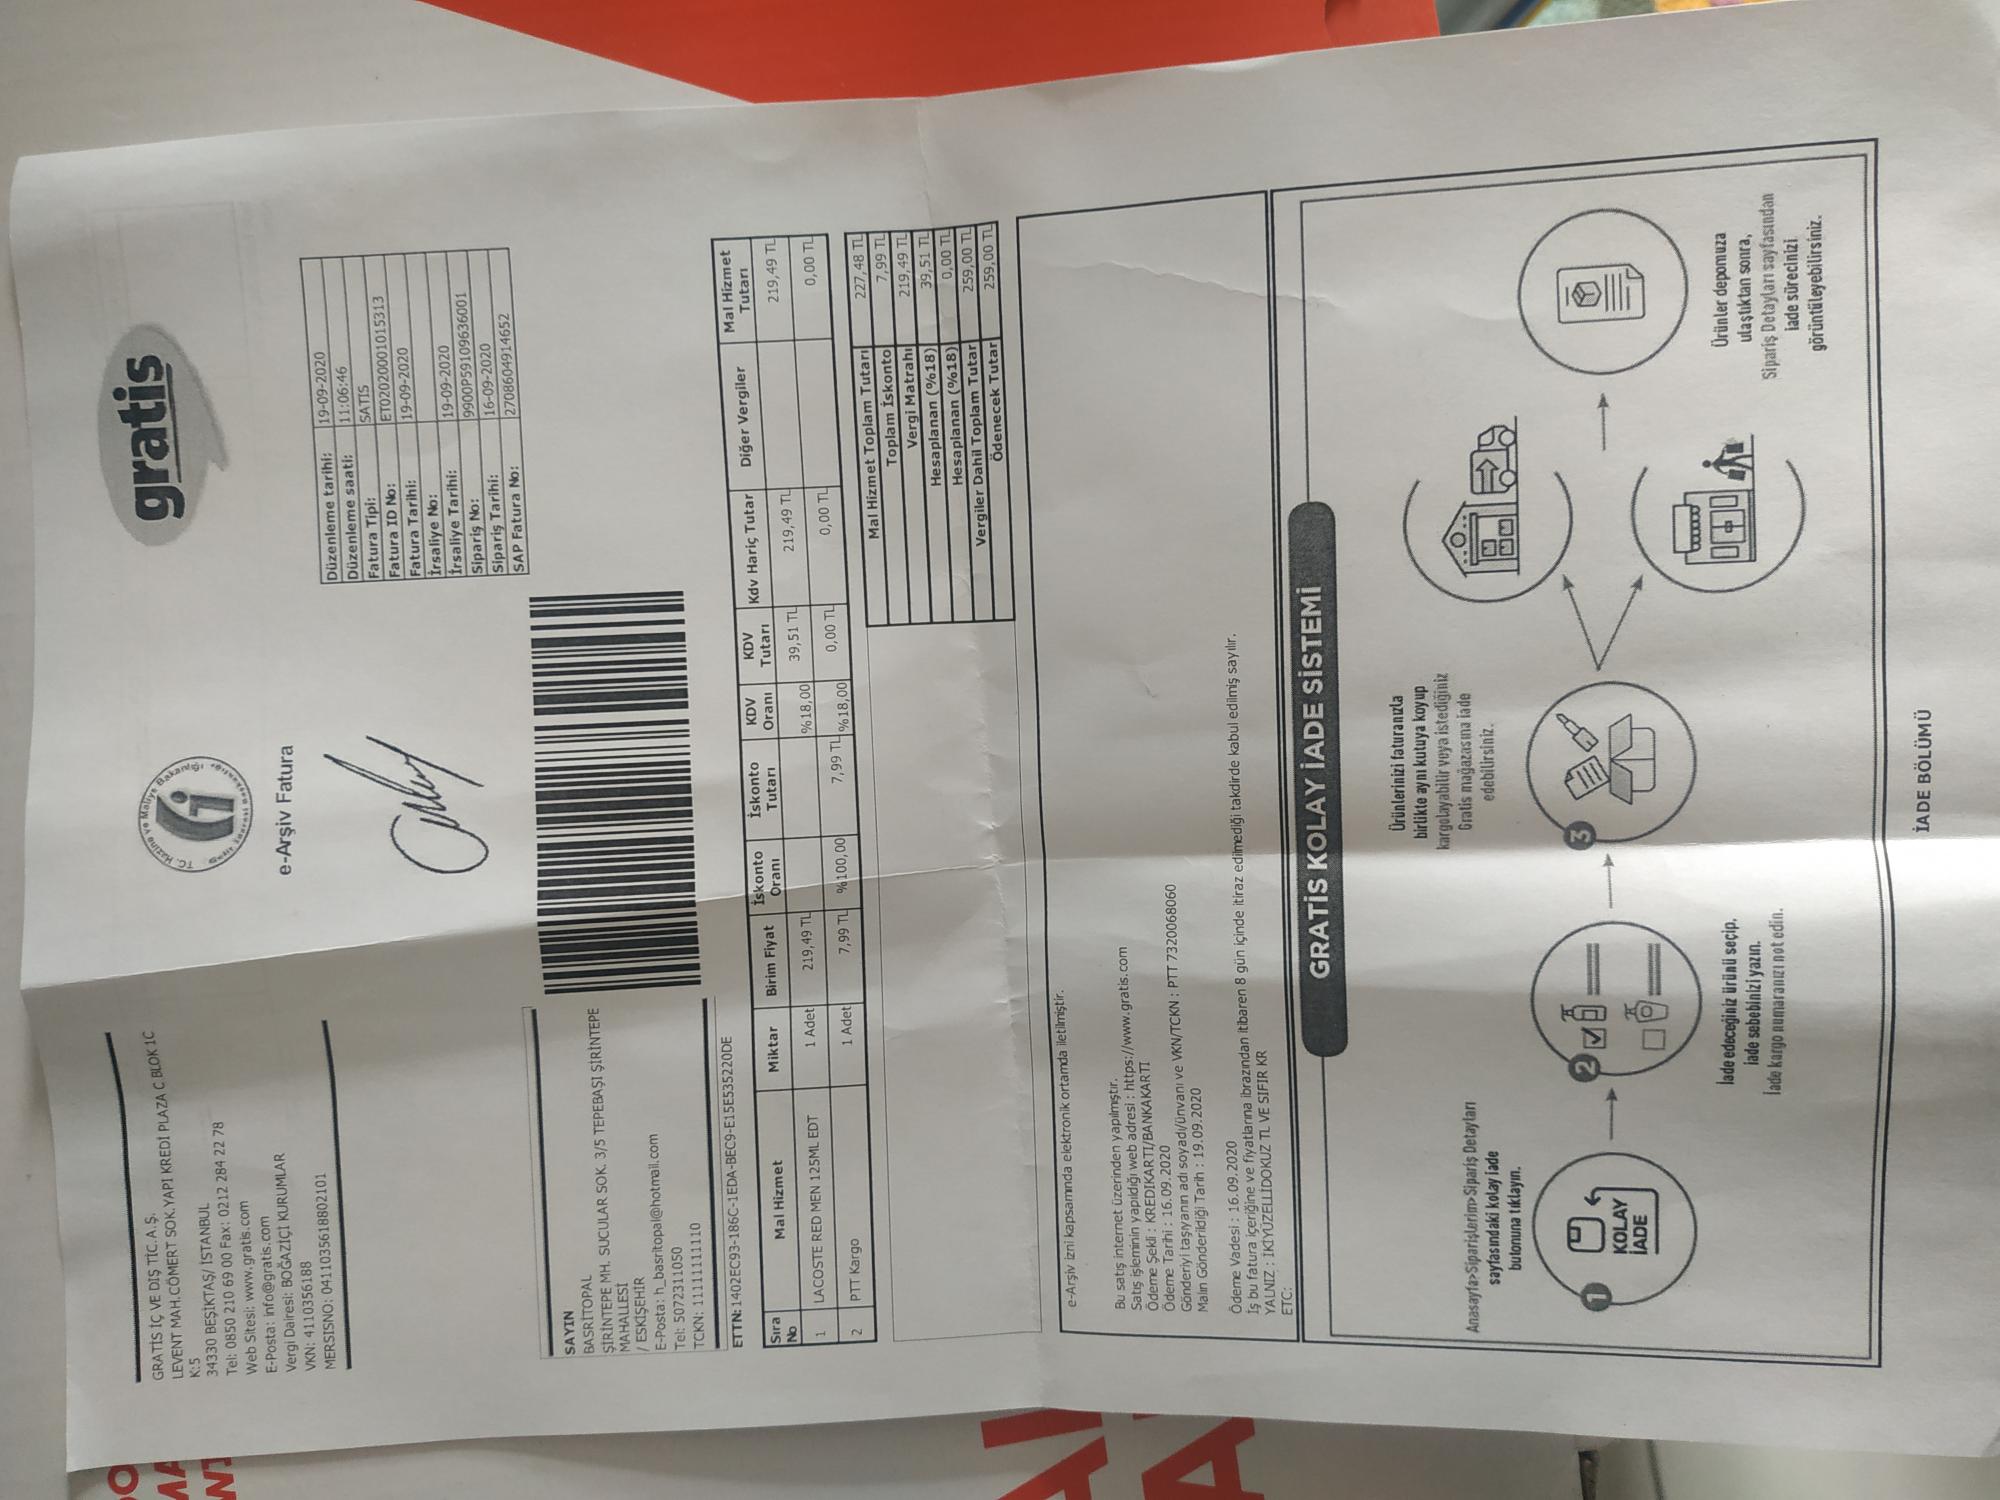 GRATİS İÇ VE DIŞ TİC.A.Ş.
LEVENT MAH.CÖMERT SOK.YAPI KREDİ PLAZA C BLOK 1C
K:5
34330 BEŞİKTAŞ/ İSTANBUL
Tel: 0850 210 69 00 Fax: 0212 284 22 78
Web Sitesi: www.gratis.com
E-Posta: info@gratis.com
Vergi Dairesi: BOĞAZİÇİ KURUMLAR
VKN: 4110356188
MERSISNO: 0411035618802101
e-Arşiv Fatura
gratis
Düzenleme tarihi: 19-09-2020
Düzenleme saati: 11:06:46
Fatura Tipi: SATIS
Fatura ID No: ET02020001015313
Fatura Tarihi: 19-09-2020
İrsaliye No:
İrsaliye Tarihi: 19-09-2020
Sipariş No: 9900P59109636001
Sipariş Tarihi: 16-09-2020
SAP Fatura No: 270860491 4652
SAYIN
BASRİTOPAL
ŞİRİNTEPE MH. SUCULAR SOK. 3/5 TEPEBAŞI ŞİRİNTEPE
MAHALLESİ
/ ESKİŞEHİR
E-Posta: h_basritopal@hotmail.com
Tel: 5072311050
TCKN: 11111111110
ETTN:1402EC93-186C-1EDA-BEC9-E15E535220DE
Sıra No Mal Hizmet Miktar Birim Fiyat İskonto Oranı İskonto Tutarı KDV Oranı KDV Tutarı Kdv Hariç Tutar Diğer Vergiler Mal Hizmet Tutarı
1 LACOSTE RED MEN 125ML EDT 1 Adet 219,49 TL %18,00 39,51 TL 219,49 TL 219,49 TL
2 PTT Kargo 1 Adet 7,99 TL %100,00 7,99 TL %18,00 0,00 TL 0,00 TL 0,00 TL
Mal Hizmet Toplam Tutarı 227,48 TL
Toplam İskonto 7,99 TL
Vergi Matrahı 219,49 TL
Hesaplanan (%18) 39,51 TL
Hesaplanan (%18) 0,00 TL
Vergiler Dahil Toplam Tutar 259,00 TL
Ödenecek Tutar 259,00 TL
e-Arşiv izni kapsamında elektronik ortamda iletilmiştir.
Bu satış internet üzerinden yapılmıştır.
Satış işleminin yapıldığı web adresi : https://www.gratis.com
Ödeme Şekli : KREDIKARTI/BANKAKARTI
Ödeme Tarihi : 16.09.2020
Gönderiyi taşıyanın adı soyadı/ünvanı ve VKN/TCKN : PTT 7320068060
Malın Gönderildiği Tarih : 19.09.2020
Ödeme Vadesi : 16.09.2020
İş bu fatura içeriğine ve fiyatlarına ibrazından itibaren 8 gün içinde itiraz edilmediği takdirde kabul edilmiş sayılır.
YALNIZ : İKİYÜZELLİDOKUZ TL VE SIFIR KR
ETC:
GRATİS KOLAY İADE SİSTEMİ
Anasayfa>Siparişlerim>Sipariş Detayları
sayfasındaki kolay iade
butonuna tıklayın.
1
KOLAY
İADE
2
İade edeceğiniz ürünü seçip,
iade sebebinizi yazın.
İade kargo numaranızı not edin.
Ürünlerinizi faturanızla
birlikte aynı kutuya koyup
kargolayabilir veya istediğiniz
Gratis mağazasına iade
edebilirsiniz.
3
Ürünler depomuza
ulaştıktan sonra,
Sipariş Detayları sayfasından
iade sürecinizi
görüntüleyebilirsiniz.
İADE BÖLÜMÜ